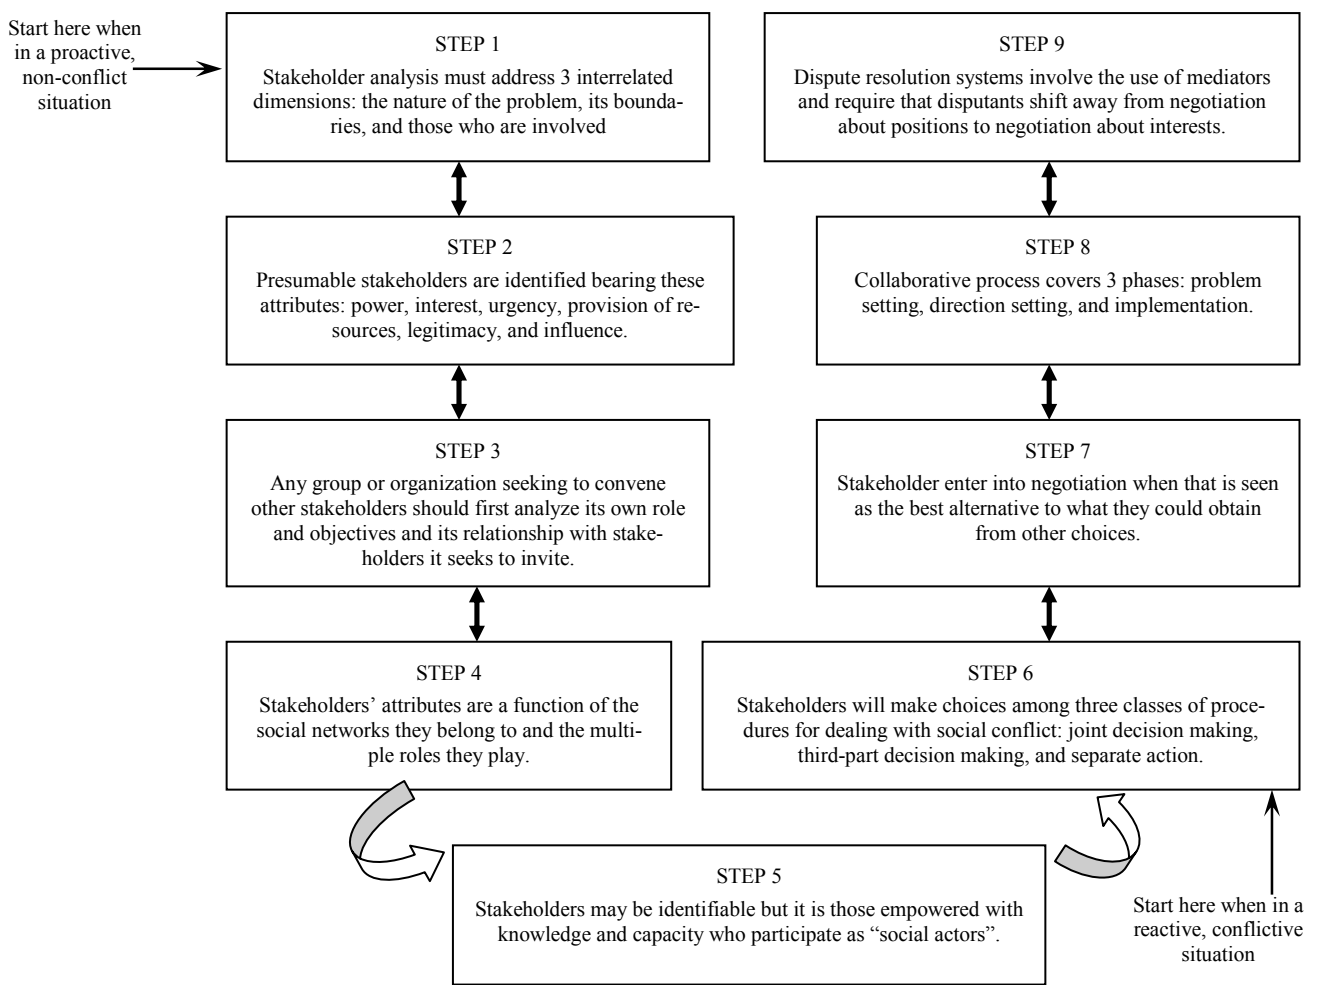 Start here when
in a proactive,
non-conflict
situation
STEP 1
Stakeholder analysis must address 3 interrelated
dimensions: the nature of the problem, its bounda-
ries, and those who are involved
STEP 2
Presumable stakeholders are identified bearing these
attributes: power, interest, urgency, provision of re-
sources, legitimacy, and influence.
STEP 3
Any group or organization seeking to convene
other stakeholders should first analyze its own role
and objectives and its relationship with stake-
holders it seeks to invite.
STEP 4
Stakeholders’ attributes are a function of the
social networks they belong to and the multi-
ple roles they play.
STEP 5
Stakeholders may be identifiable but it is those empowered with
knowledge and capacity who participate as “social actors”.
STEP 9
Dispute resolution systems involve the use of mediators
and require that disputants shift away from negotiation
about positions to negotiation about interests.
STEP 8
Collaborative process covers 3 phases: problem
setting, direction setting, and implementation.
STEP 7
Stakeholder enter into negotiation when that is seen
as the best alternative to what they could obtain
from other choices.
STEP 6
Stakeholders will make choices among three classes of proce-
dures for dealing with social conflict: joint decision making,
third-part decision making, and separate action.
Start here when in a
reactive, conflictive
situation